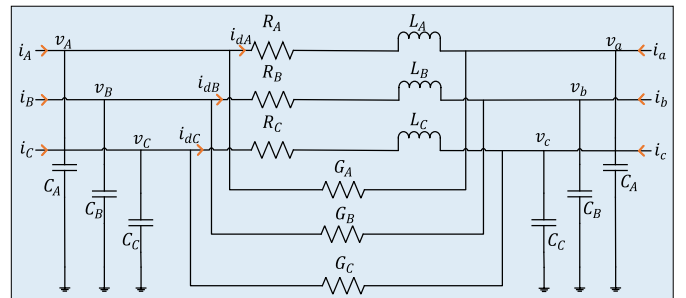 i_A v_A i_dA R_A L_A v_a i_a
i_B v_B i_dB R_B L_B v_b i_b
i_C v_C i_dC R_C L_C v_c i_c
C_A G_A C_A
C_B G_B C_B
C_C G_C C_C